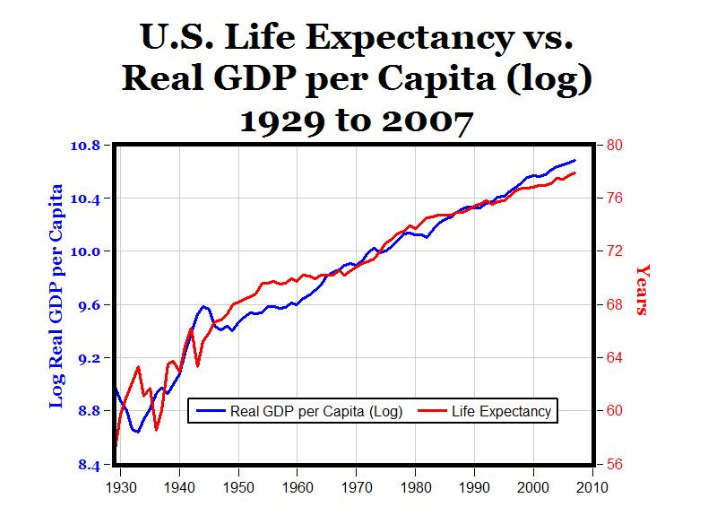 U.S. Life Expectancy vs.
Real GDP per Capita (log)
1929 to 2007
10.8
10.4
10.0
9.6
9.2
8.8
8.4
Log Real GDP per Capita
80
76
72
68
64
60
56
Years
Real GDP per Capita (Log)
Life Expectancy
1930 1940 1950 1960 1970 1980 1990 2000 2010